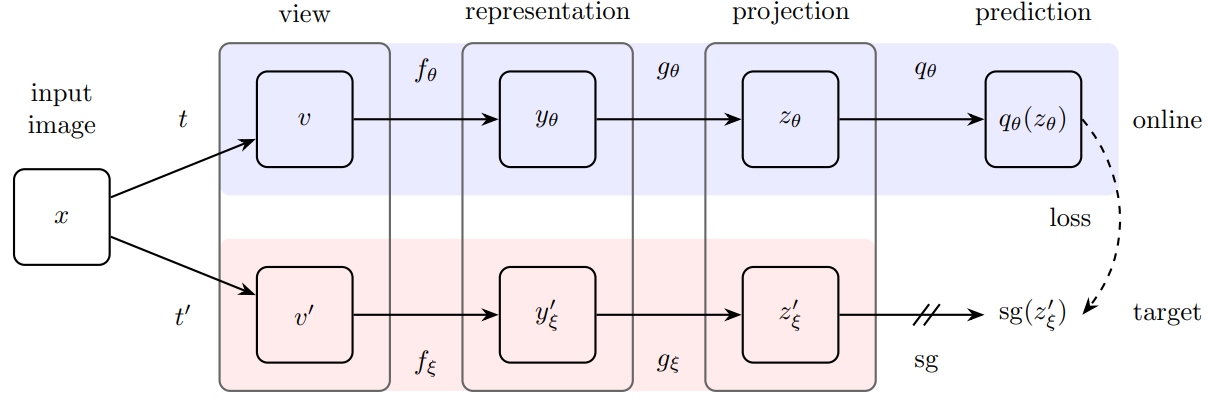 view representation projection prediction
input
image
t f_θ g_θ q_θ
v y_θ z_θ q_θ(z_θ) online
x
loss
t′ v′ y′_ξ z′_ξ sg(z′_ξ) target
f_ξ g_ξ sg